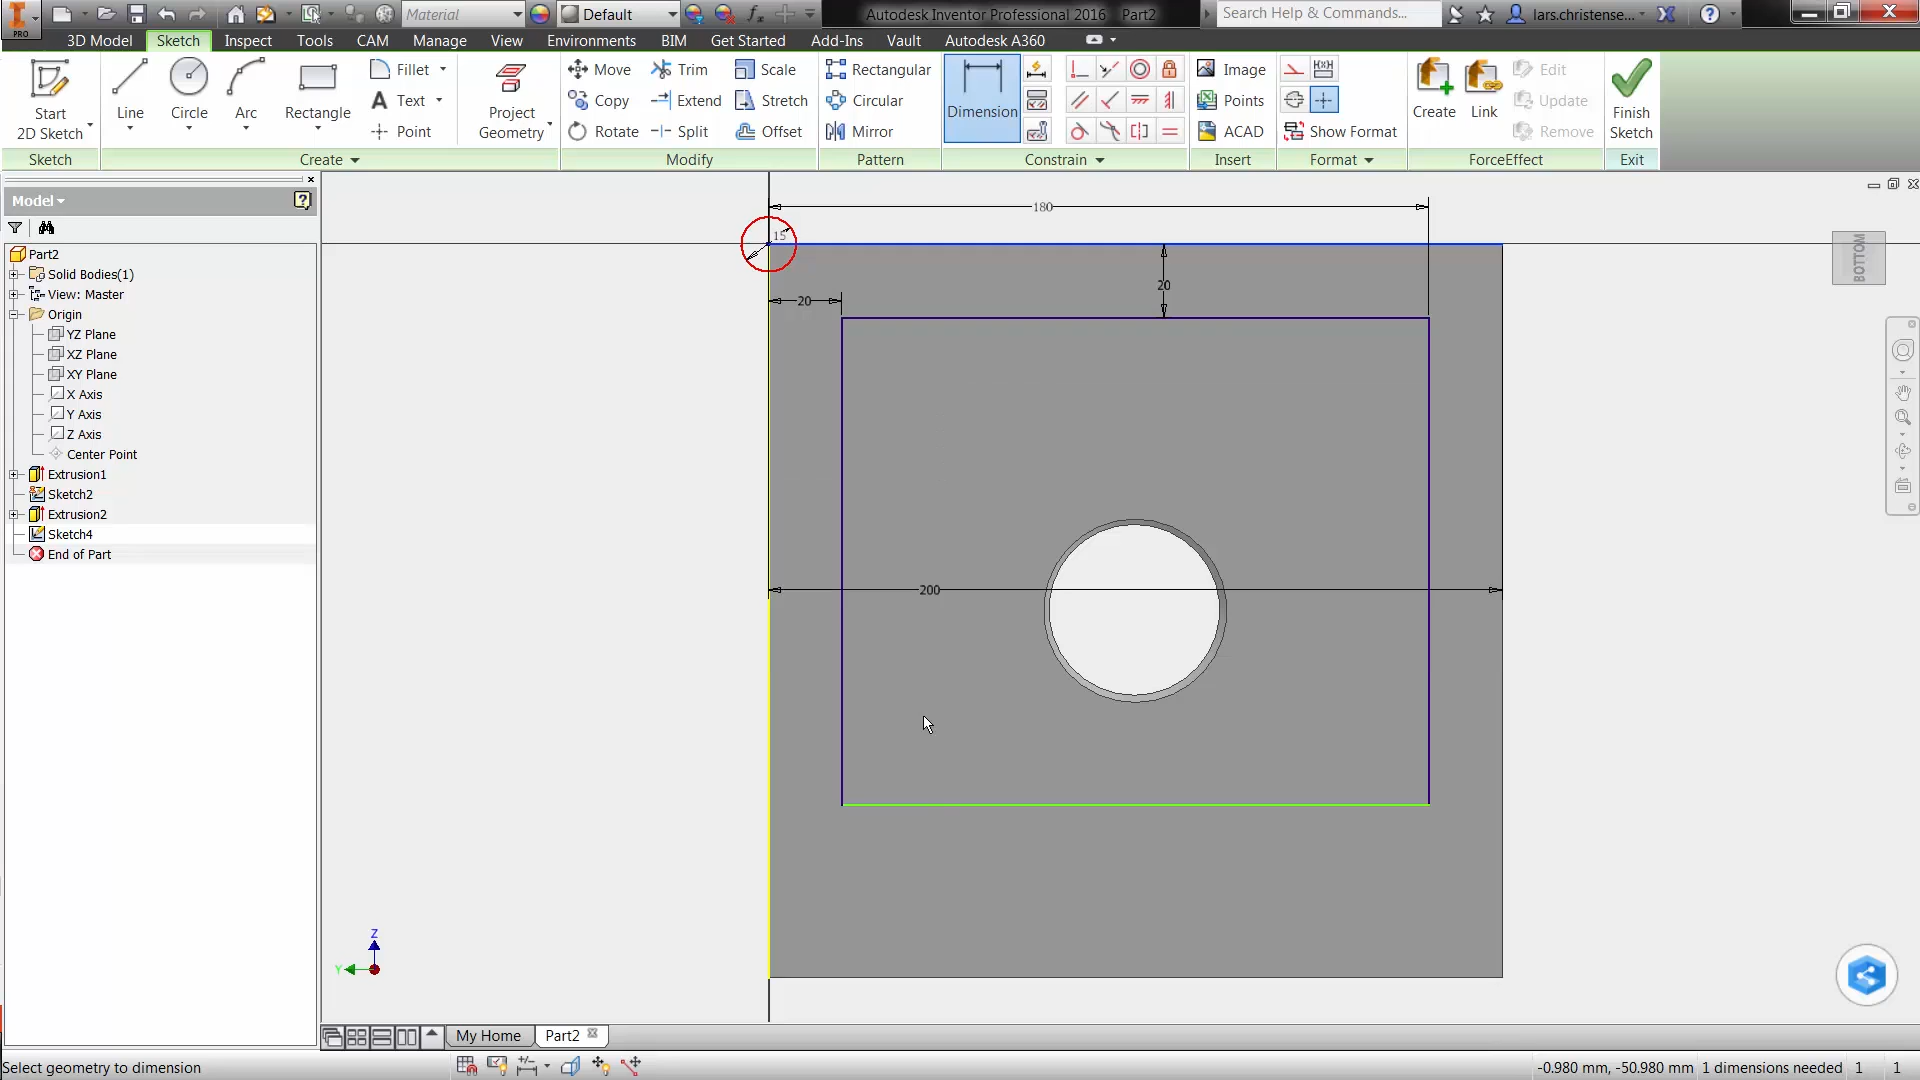 PRO
Material
Default
Autodesk Inventor Professional 2016 Part2
Search Help & Commands...
lars.christense...
3D Model
Sketch
Inspect
Tools
CAM
Manage
View
Environments
BIM
Get Started
Add-Ins
Vault
Autodesk A360
Start
2D Sketch
Line
Circle
Arc
Rectangle
Fillet
Text
Point
Project
Geometry
Move
Copy
Rotate
Trim
Extend
Split
Scale
Stretch
Offset
Rectangular
Circular
Mirror
Dimension
Image
Points
ACAD
Show Format
Create
Link
Edit
Update
Remove
Finish
Sketch
Sketch
Create
Modify
Pattern
Constrain
Insert
Format
ForceEffect
Exit
Model
Part2
Solid Bodies(1)
View: Master
Origin
YZ Plane
XZ Plane
XY Plane
X Axis
Y Axis
Z Axis
Center Point
Extrusion1
Sketch2
Extrusion2
Sketch4
End of Part
180
15
20
20
200
BOTTOM
Z
Y
My Home
Part2
Select geometry to dimension
-0.980 mm, -50.980 mm 1 dimensions needed 1 1